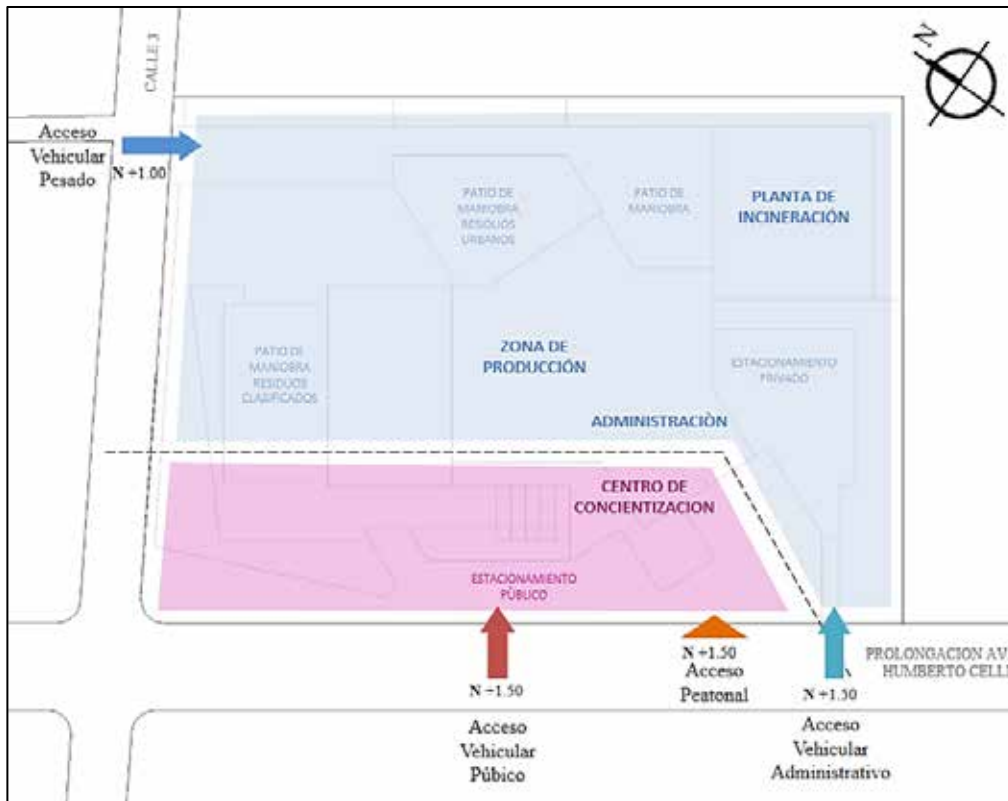 CALLE 3
N
Acceso
Vehicular
Pesado
N +1.00
PATIO DE
MANIOBRA
RESIDUOS
URBANOS
PATIO DE
MANIOBRA
PLANTA DE
INCINERACIÓN
ZONA DE
PRODUCCIÓN
PATIO DE
MANIOBRA
RESIDUOS
CLASIFICADOS
ESTACIONAMIENTO
PRIVADO
ADMINISTRACIÒN
CENTRO DE
CONCIENTIZACION
ESTACIONAMIENTO
PÙBLICO
N +1.50
Acceso
Vehicular
Púbico
N +1.50
Acceso
Peatonal
N +1.50
Acceso
Vehicular
Administrativo
PROLONGACION AV
HUMBERTO